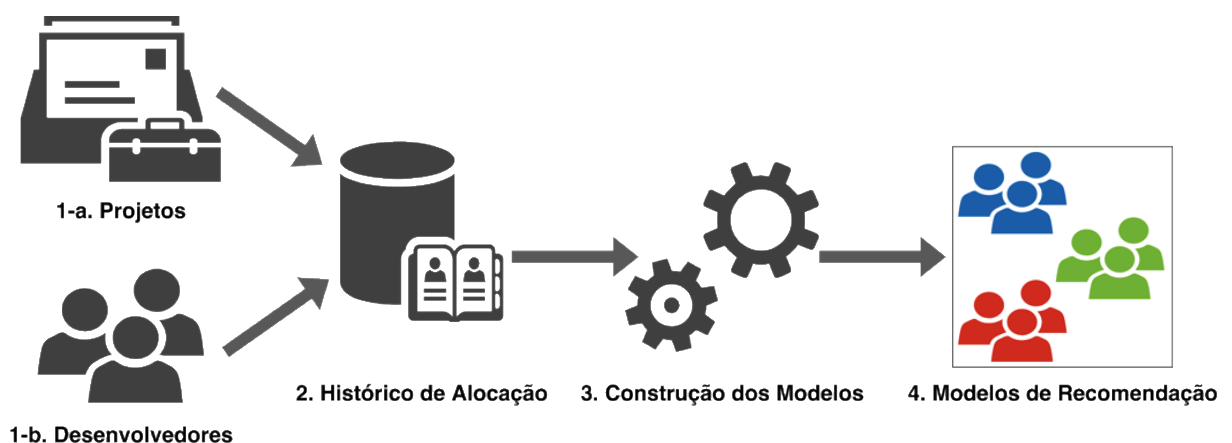 1-a. Projetos
1-b. Desenvolvedores
2. Histórico de Alocação
3. Construção dos Modelos
4. Modelos de Recomendação